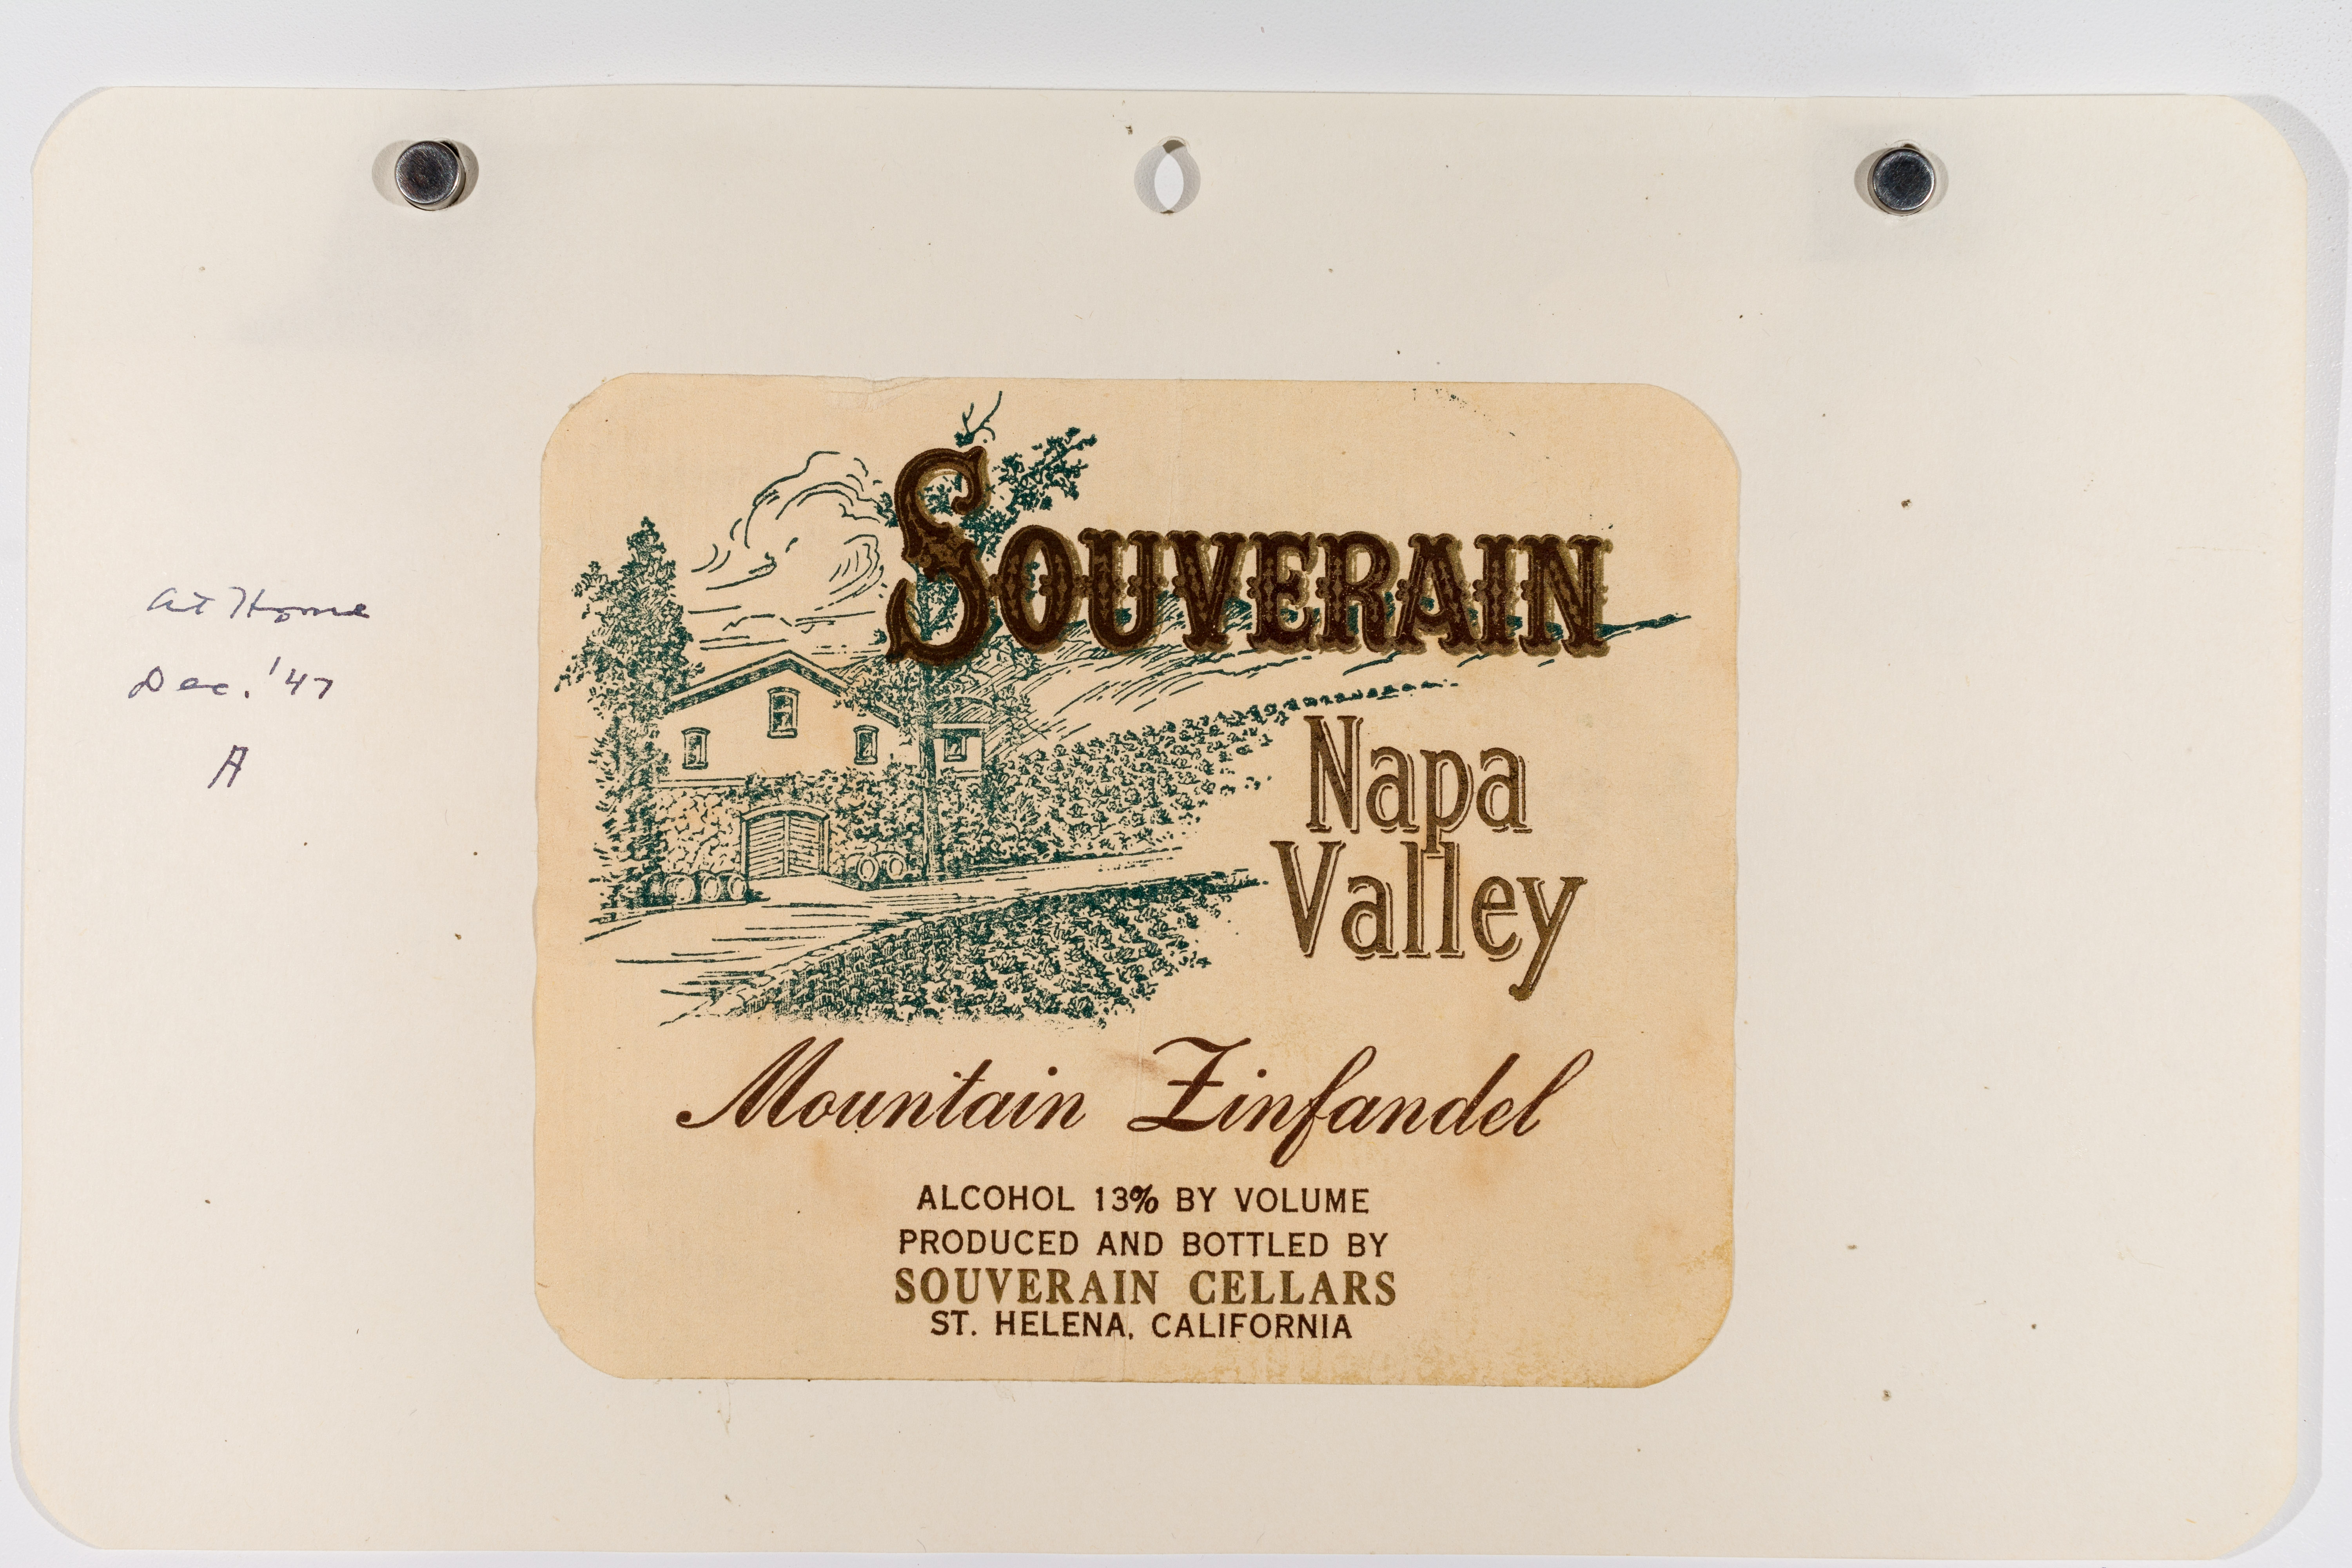 At Home
Dec. '47
A
SOUVERAIN
Napa
Valley
Mountain Zinfandel
ALCOHOL 13% BY VOLUME
PRODUCED AND BOTTLED BY
SOUVERAIN CELLARS
ST. HELENA, CALIFORNIA